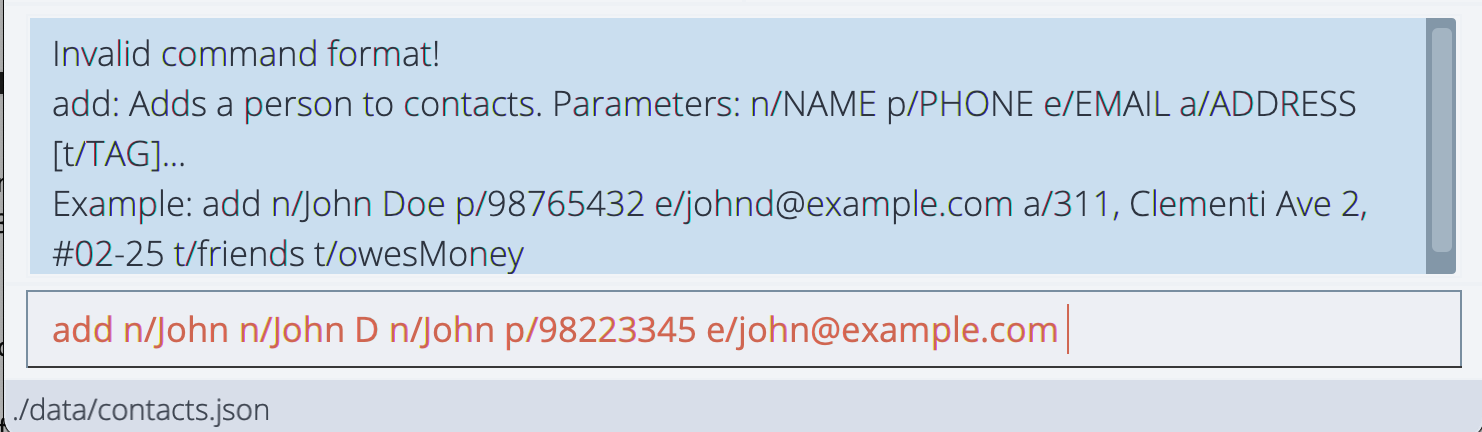 Invalid command format!
add: Adds a person to contacts. Parameters: n/NAME p/PHONE e/EMAIL a/ADDRESS
[t/TAG]...
Example: add n/John Doe p/98765432 e/johnd@example.com a/311, Clementi Ave 2,
#02-25 t/friends t/owesMoney
add n/John n/John D n/John p/98223345 e/john@example.com
./data/contacts.json